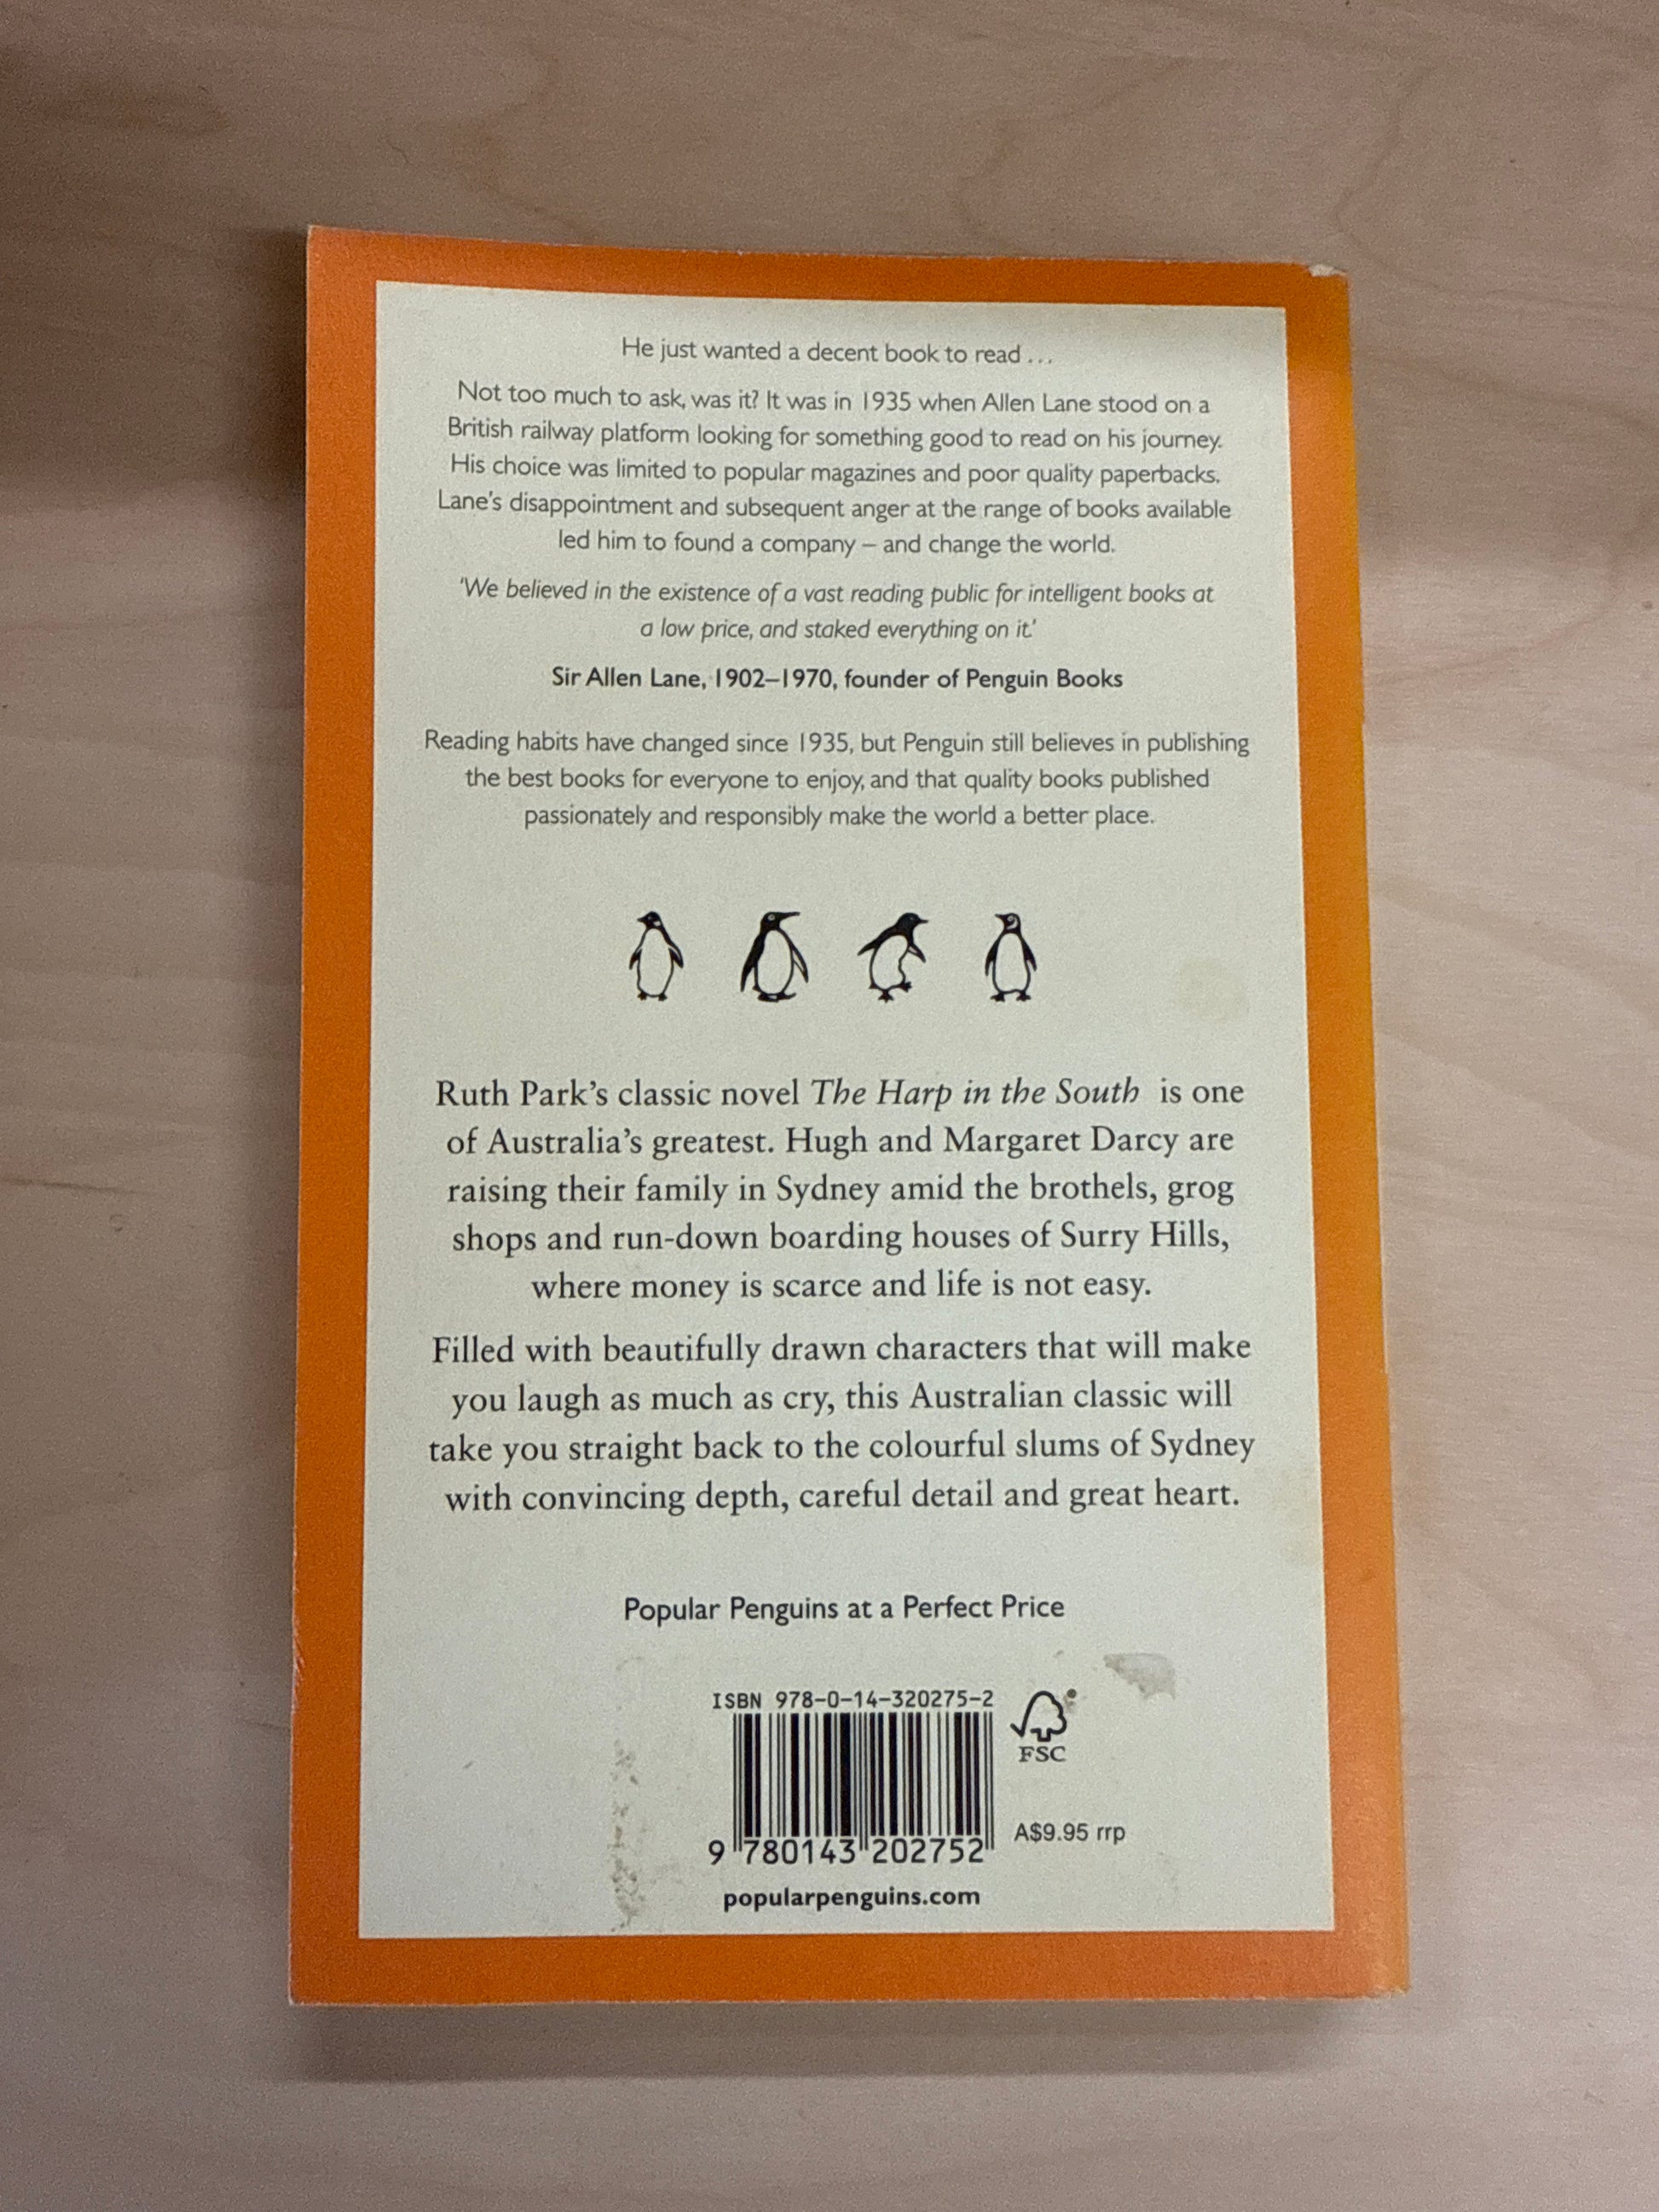 He just wanted a decent book to read ...
Not too much to ask, was it? It was in 1935 when Allen Lane stood on a
British railway platform looking for something good to read on his journey.
His choice was limited to popular magazines and poor quality paperbacks.
Lane's disappointment and subsequent anger at the range of books available
led him to found a company – and change the world.
'We believed in the existence of a vast reading public for intelligent books at
a low price, and staked everything on it.'
Sir Allen Lane, 1902–1970, founder of Penguin Books
Reading habits have changed since 1935, but Penguin still believes in publishing
the best books for everyone to enjoy, and that quality books published
passionately and responsibly make the world a better place.
Ruth Park's classic novel The Harp in the South is one
of Australia's greatest. Hugh and Margaret Darcy are
raising their family in Sydney amid the brothels, grog
shops and run-down boarding houses of Surry Hills,
where money is scarce and life is not easy.
Filled with beautifully drawn characters that will make
you laugh as much as cry, this Australian classic will
take you straight back to the colourful slums of Sydney
with convincing depth, careful detail and great heart.
Popular Penguins at a Perfect Price
ISBN 978-0-14-320275-2
FSC
A$9.95 rrp
9 780143 202752
popularpenguins.com